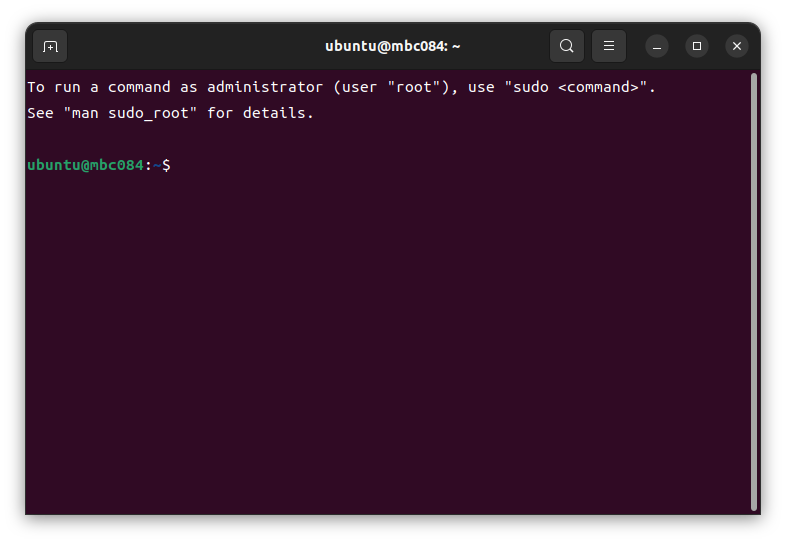 ubuntu@mbc084: ~
To run a command as administrator (user "root"), use "sudo <command>".
See "man sudo_root" for details.
ubuntu@mbc084:~$